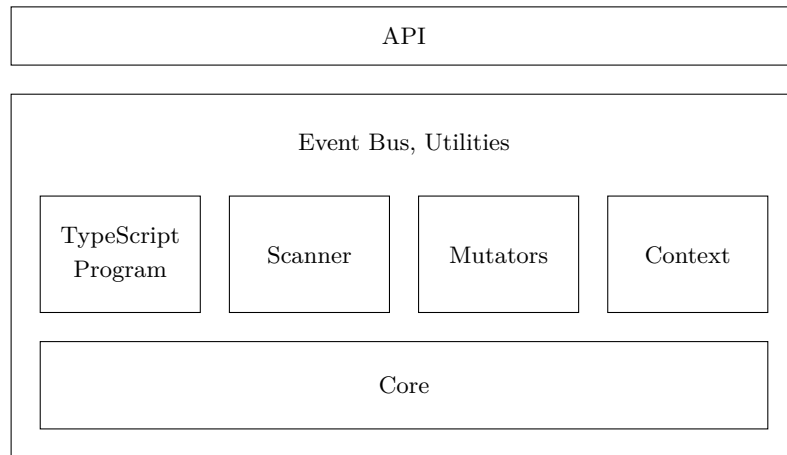 API
Event Bus, Utilities
TypeScript
Program
Scanner
Mutators
Context
Core